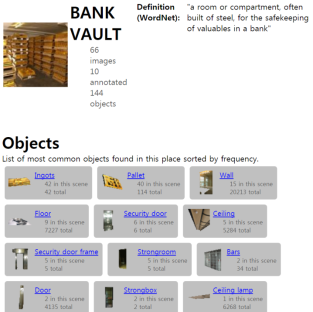 BANK
VAULT
66
images
10
annotated
144
objects
Definition
(WordNet):
"a room or compartment, often
built of steel, for the safekeeping
of valuables in a bank"
Objects
List of most common objects found in this place sorted by frequency.
Ingots
42 in this scene
42 total
Pallet
40 in this scene
114 total
Wall
15 in this scene
20213 total
Floor
9 in this scene
7227 total
Security door
6 in this scene
6 total
Ceiling
5 in this scene
5284 total
Security door frame
5 in this scene
5 total
Strongroom
5 in this scene
5 total
Bars
2 in this scene
34 total
Door
2 in this scene
4135 total
Strongbox
2 in this scene
2 total
Ceiling lamp
1 in this scene
6268 total